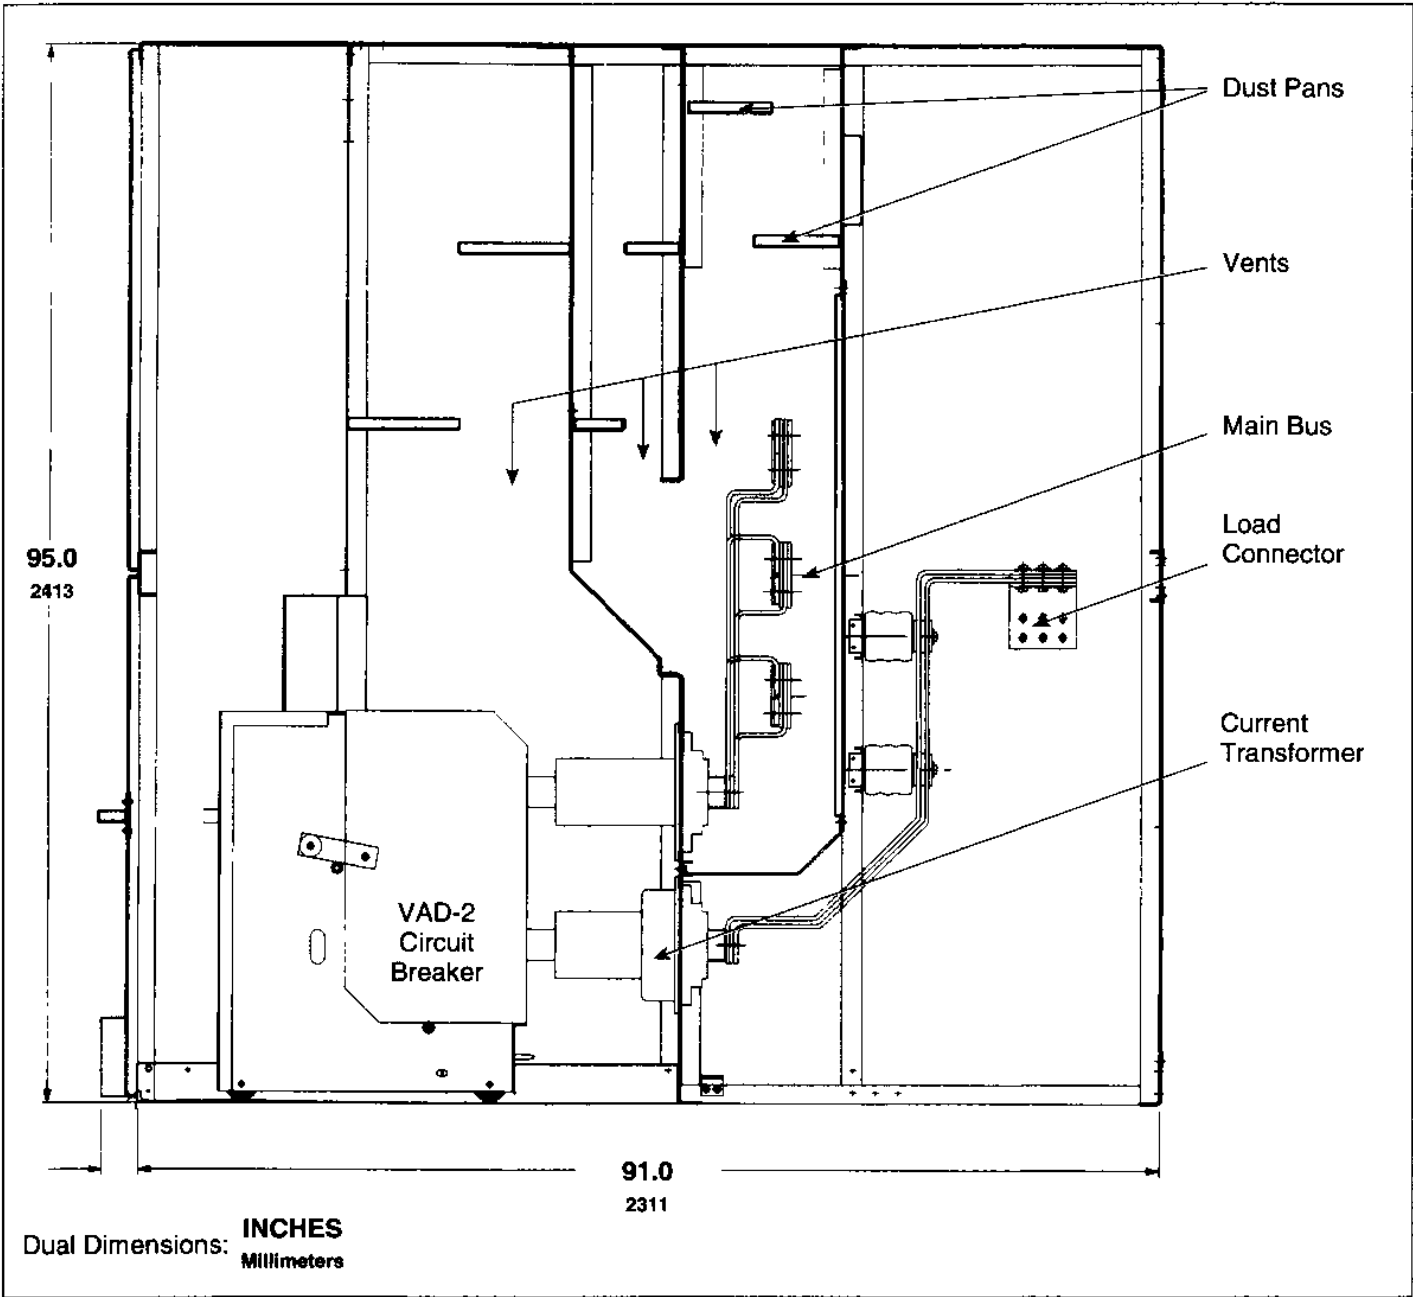 Dust Pans
Vents
Main Bus
Load
Connector
95.0
2413
Current
Transformer
VAD-2
Circuit
Breaker
91.0
2311
Dual Dimensions: INCHES
Millimeters